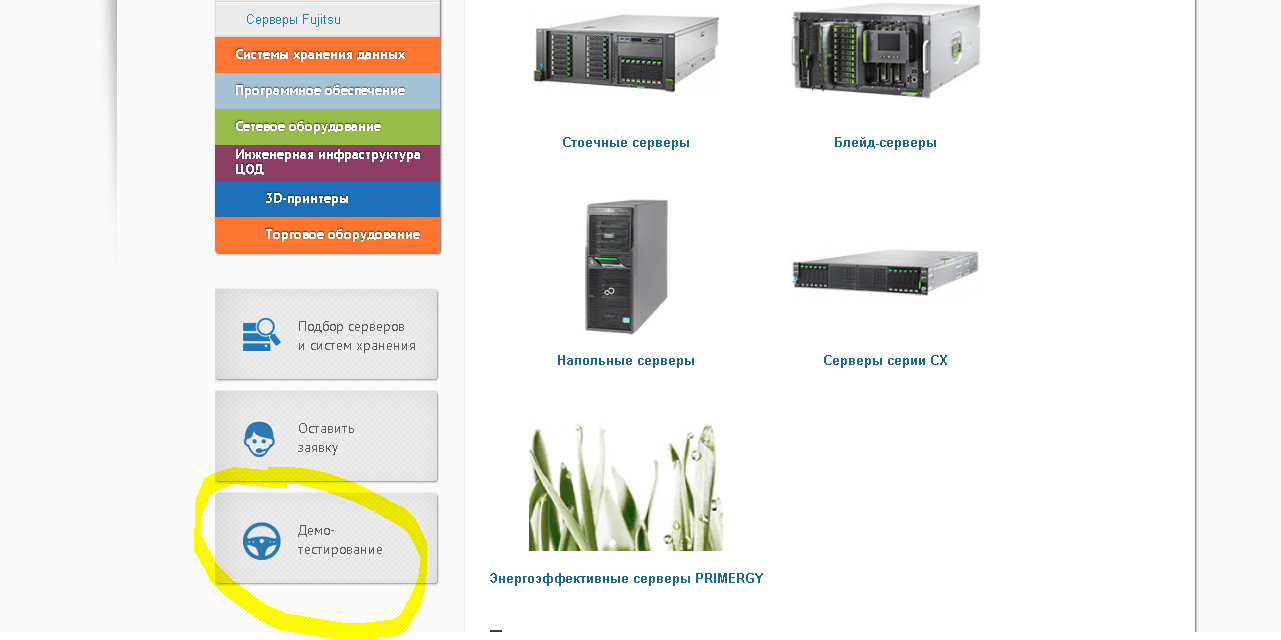 Серверы Fujitsu
Системы хранения данных
Программное обеспечение
Сетевое оборудование
Инженерная инфраструктура
ЦОД
3D-принтеры
Торговое оборудование
Подбор серверов
и систем хранения
Оставить
заявку
Демо-
тестирование
Стоечные серверы
Блейд-серверы
Напольные серверы
Серверы серии CX
Энергоэффективные серверы PRIMERGY